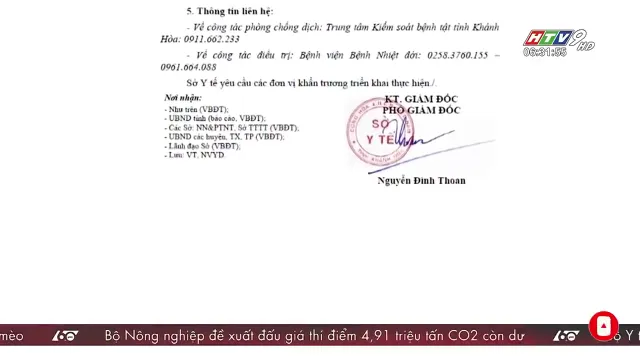 5. Thông tin liên hệ:
- Về công tác phòng chống dịch: Trung tâm Kiểm soát bệnh tật tỉnh Khánh
Hòa: 0911.662.233
- Về công tác điều trị: Bệnh viện Bệnh Nhiệt đới: 0258.3760.155 –
0961.664.088
Sở Y tế yêu cầu các đơn vị khẩn trương triển khai thực hiện./.
Nơi nhận:
- Như trên (VBĐT);
- UBND tỉnh (báo cáo, VBĐT);
- Các Sở: NN&PTNT, Sở TTTT (VBĐT);
- UBND các huyện, TX, TP (VBĐT);
- Lãnh đạo Sở (VBĐT);
- Lưu: VT, NVYD.
KT. GIÁM ĐỐC
PHÓ GIÁM ĐỐC
SỞ
Y TẾ
Nguyễn Đình Thoan
HTV9 HD
06:31:55
mèo
60
Bộ Nông nghiệp đề xuất đấu giá thí điểm 4,91 triệu tấn CO2 còn dư
60
Sở Y t